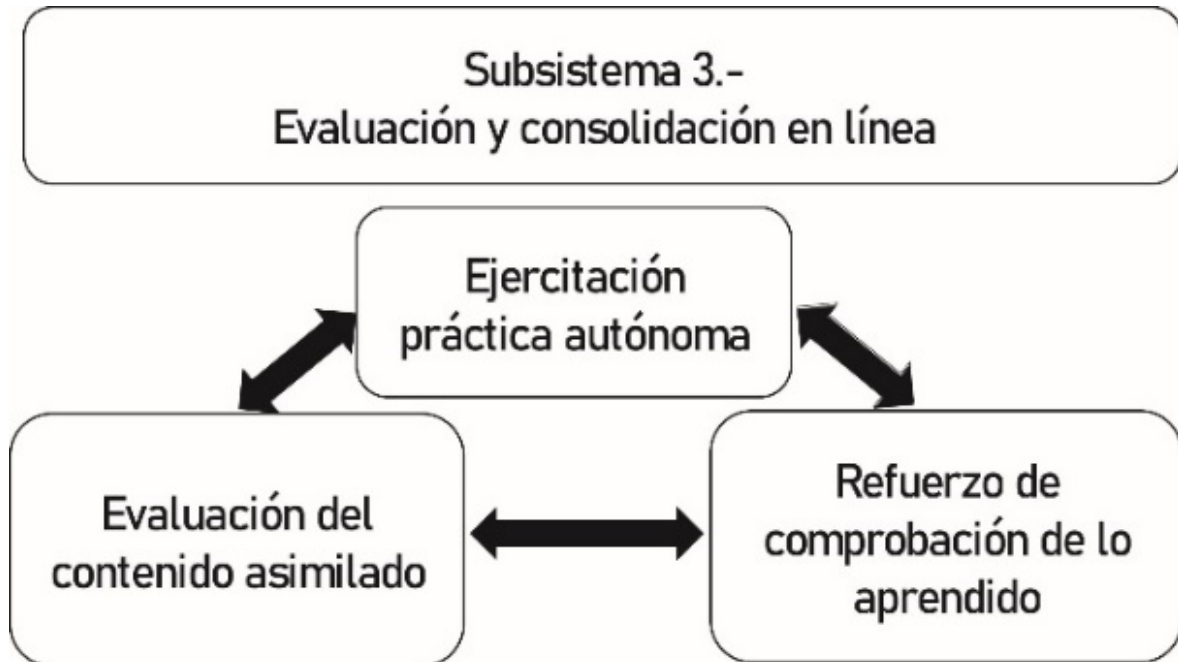 Subsistema 3.-
Evaluación y consolidación en línea
Ejercitación
práctica autónoma
Evaluación del
contenido asimilado
Refuerzo de
comprobación de lo
aprendido